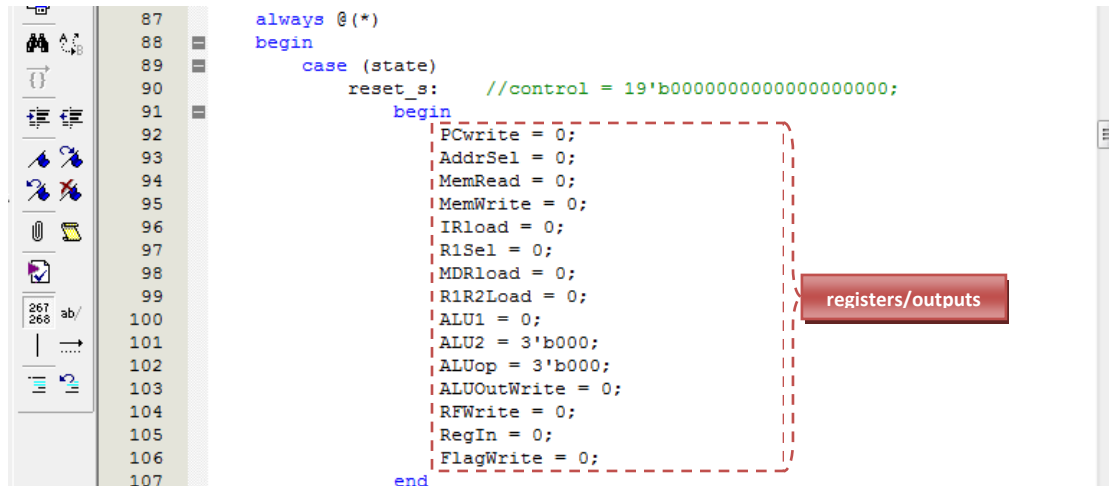 87 always @(*)
88 begin
89 case (state)
90 reset_s: //control = 19'b0000000000000000000;
91 begin
92 PCwrite = 0;
93 AddrSel = 0;
94 MemRead = 0;
95 MemWrite = 0;
96 IRload = 0;
97 R1Sel = 0;
98 MDRload = 0;
99 R1R2Load = 0;
100 ALU1 = 0;
101 ALU2 = 3'b000;
102 ALUop = 3'b000;
103 ALUOutWrite = 0;
104 RFWrite = 0;
105 RegIn = 0;
106 FlagWrite = 0;
107 end
registers/outputs
A
B
{}
267
268
ab/